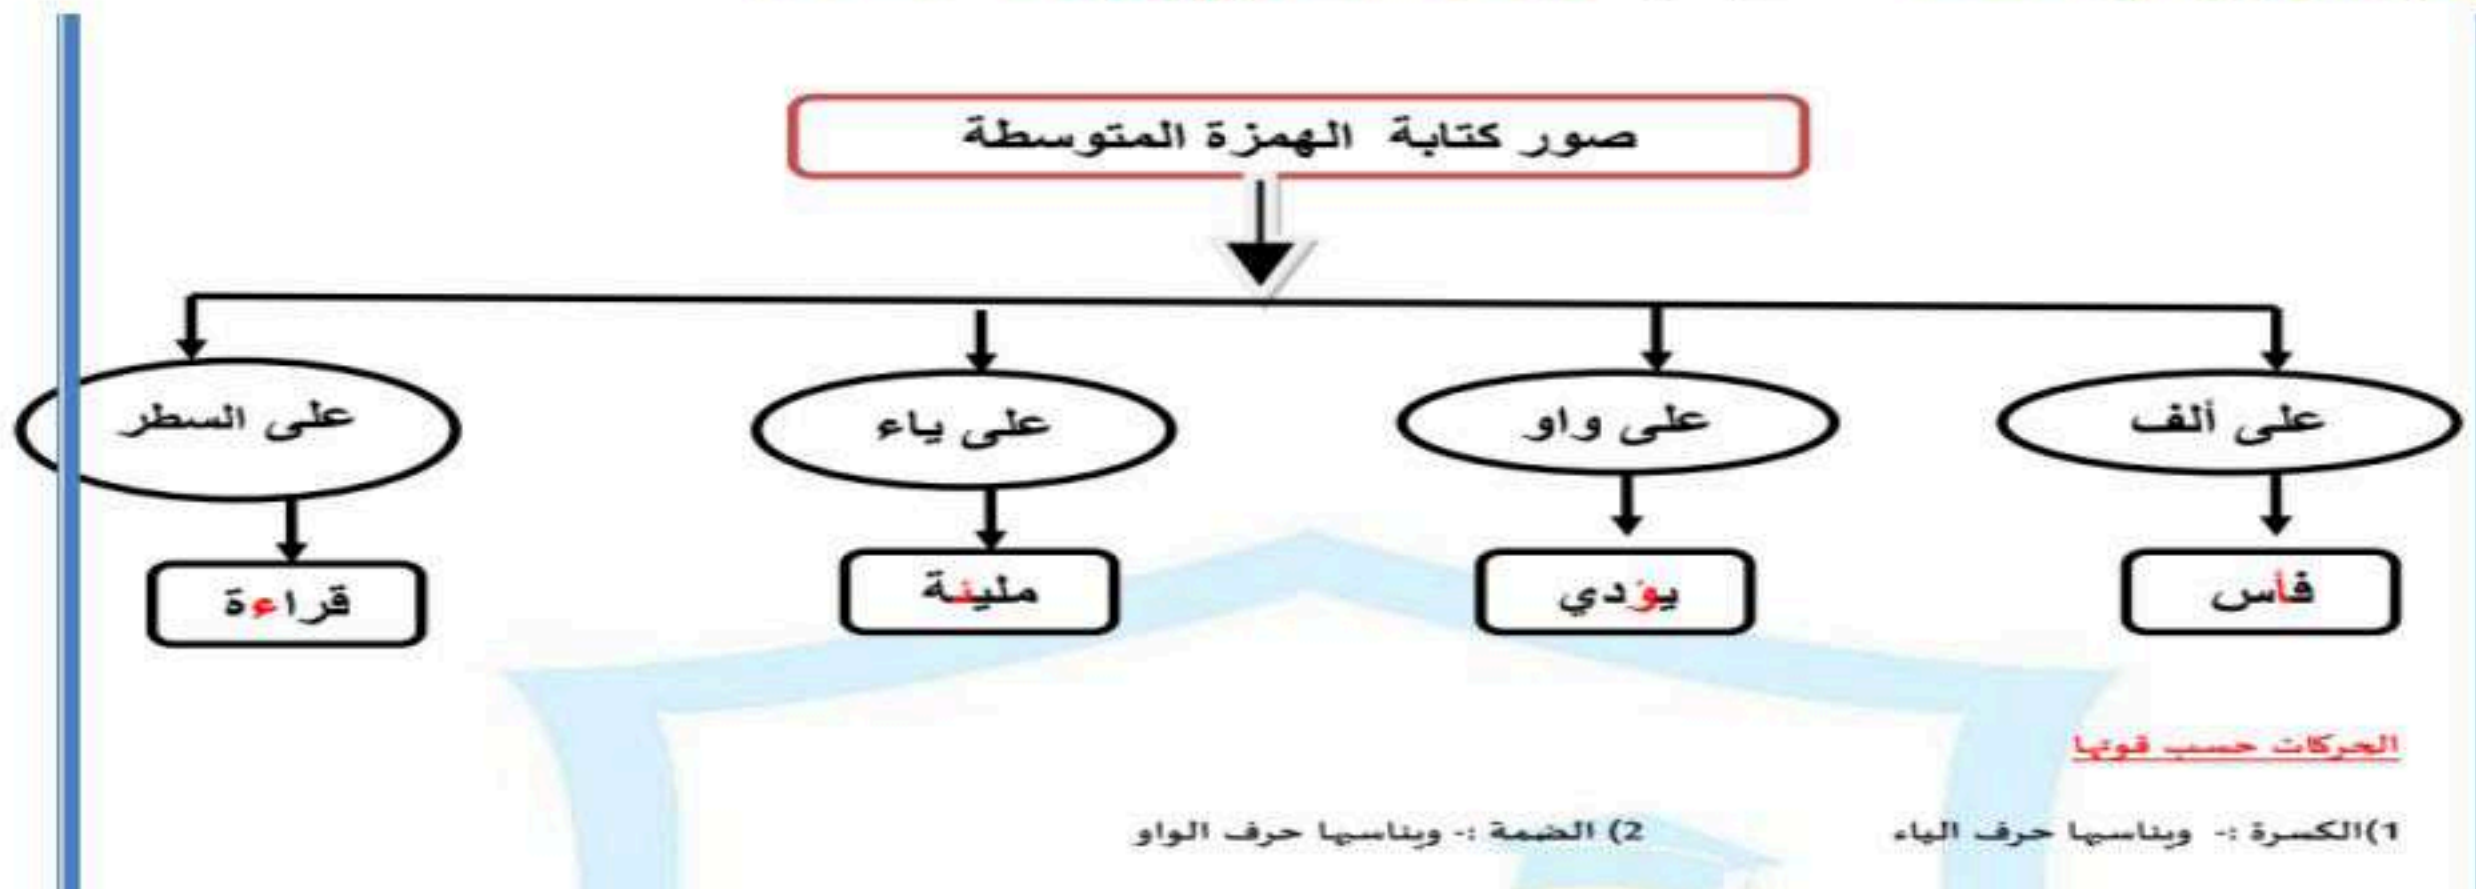 صور كتابة الهمزة المتوسطة
على ألف على واو على ياء على السطر
فأس يؤدي مليئة قراءة
الحركات حسب قوتها
1)الكسرة :- ويناسبها حرف الياء 2) الضمة :- ويناسبها حرف الواو